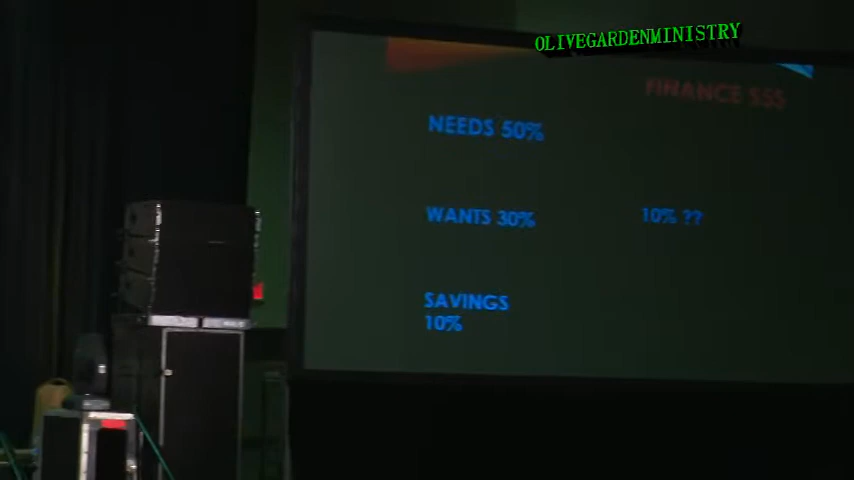 OLIVEGARDENMINISTRY
FINANCE $$$
NEEDS 50%
WANTS 30%
10% ??
SAVINGS
10%